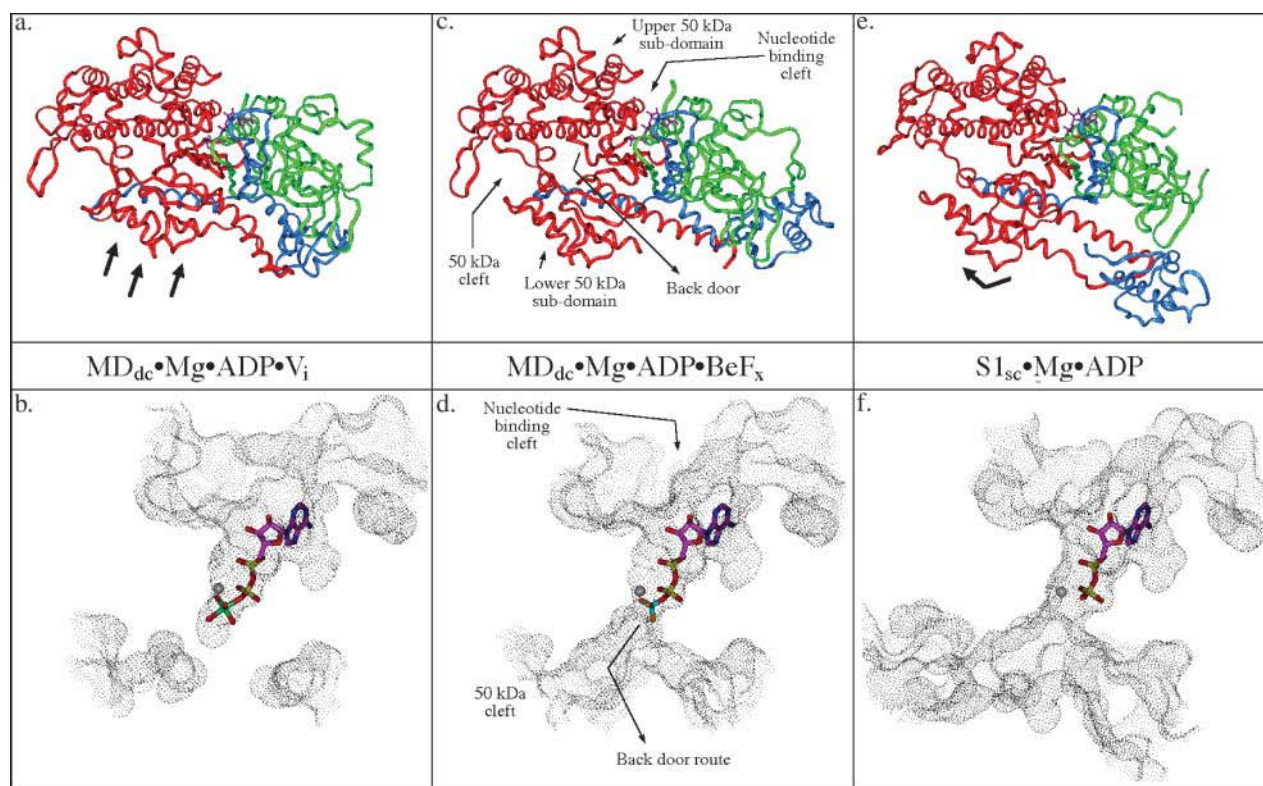 a.
c.
Upper 50 kDa
sub-domain
Nucleotide
binding
cleft
50 kDa
cleft
Lower 50 kDa
sub-domain
Back door
e.
MDdc•Mg•ADP•Vi
MDdc•Mg•ADP•BeFx
S1sc•Mg•ADP
b.
d.
Nucleotide
binding
cleft
50 kDa
cleft
Back door route
f.